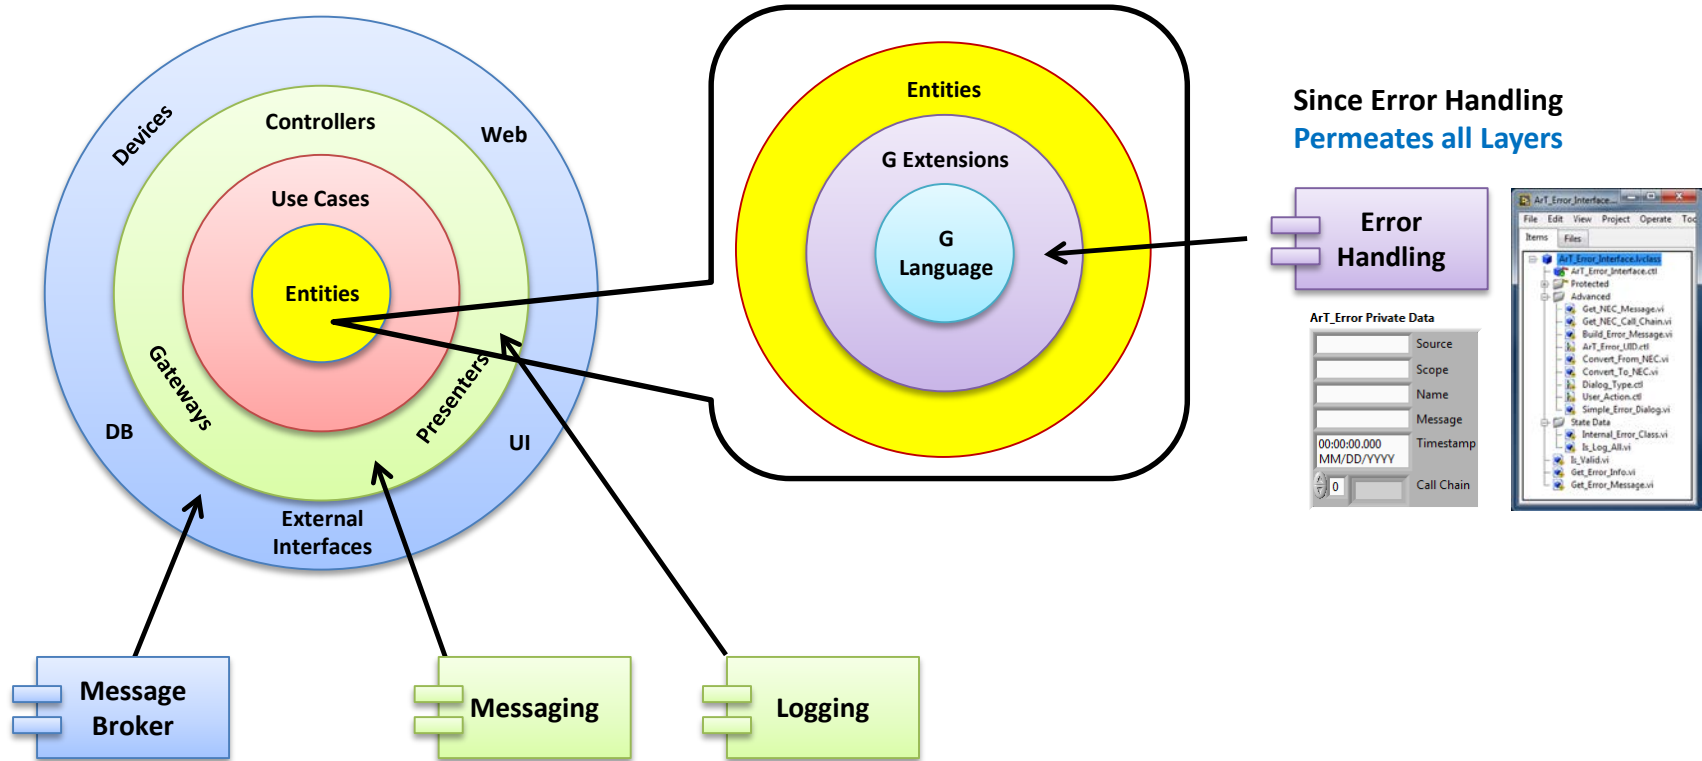 Devices
Controllers
Web
Use Cases
Entities
Gateways
Presenters
DB
UI
External
Interfaces
Message
Broker
Messaging
Logging
Entities
G Extensions
G
Language
Since Error Handling
Permeates all Layers
Error
Handling
ArT_Error Private Data
Source
Scope
Name
Message
00:00:00.000
MM/DD/YYYY
Timestamp
0
Call Chain
ArT_Error_Interface...
File Edit View Project Operate Too
Items Files
ArT_Error_Interface.lvclass
ArT_Error_Interface.ctl
Protected
Advanced
Get_NEC_Message.vi
Get_NEC_Call_Chain.vi
Build_Error_Message.vi
ArT_Error_UID.ctl
Convert_From_NEC.vi
Convert_To_NEC.vi
Dialog_Type.ctl
User_Action.ctl
Simple_Error_Dialog.vi
State Data
Internal_Error_Class.vi
Is_Log_All.vi
Is_Valid.vi
Get_Error_Info.vi
Get_Error_Message.vi